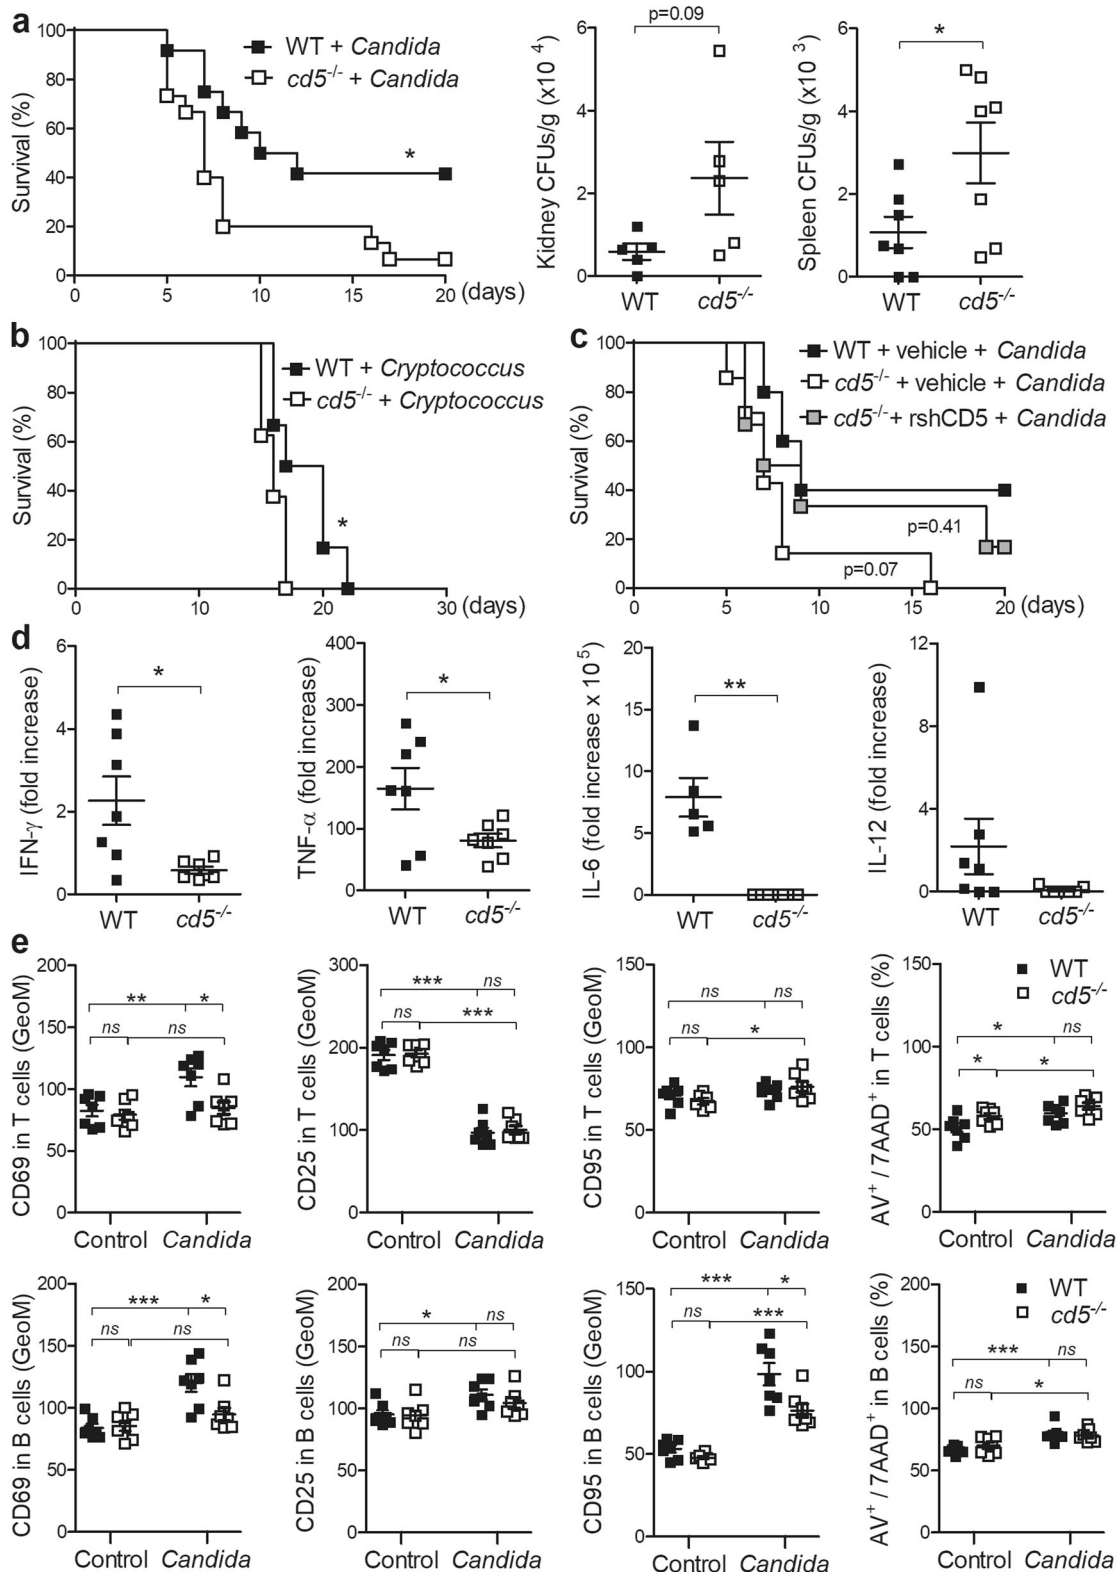 a
Survival (%)
100
80
60
40
20
0
0
5
10
15
20 (days)
WT + Candida
cd5-/- + Candida
*
Kidney CFUs/g (x10 4)
6
4
2
0
p=0.09
WT
cd5-/-
Spleen CFUs/g (x10 3)
6
4
2
0
*
WT
cd5-/-
b
Survival (%)
100
80
60
40
20
0
0
10
20
30 (days)
WT + Cryptococcus
cd5-/- + Cryptococcus
*
c
Survival (%)
100
80
60
40
20
0
0
5
10
15
20 (days)
WT + vehicle + Candida
cd5-/- + vehicle + Candida
cd5-/- + rshCD5 + Candida
p=0.41
p=0.07
d
IFN-γ (fold increase)
6
4
2
0
*
WT
cd5-/-
TNF-α (fold increase)
400
300
200
100
0
*
WT
cd5-/-
IL-6 (fold increase x 10 5)
20
15
10
5
0
**
WT
cd5-/-
IL-12 (fold increase)
12
8
4
0
WT
cd5-/-
e
CD69 in T cells (GeoM)
200
150
100
50
0
** *
ns ns
Control Candida
CD25 in T cells (GeoM)
300
200
100
0
*** ns
ns ***
Control Candida
CD95 in T cells (GeoM)
150
100
50
0
ns ns
ns *
Control Candida
AV+ / 7AAD+ in T cells (%)
150
100
50
0
WT
cd5-/-
* ns
* *
Control Candida
CD69 in B cells (GeoM)
200
150
100
50
0
*** *
ns ns
Control Candida
CD25 in B cells (GeoM)
200
150
100
50
0
* ns
ns ns
Control Candida
CD95 in B cells (GeoM)
150
100
50
0
*** *
ns ***
Control Candida
AV+ / 7AAD+ in B cells (%)
200
150
100
50
0
WT
cd5-/-
*** ns
ns *
Control Candida